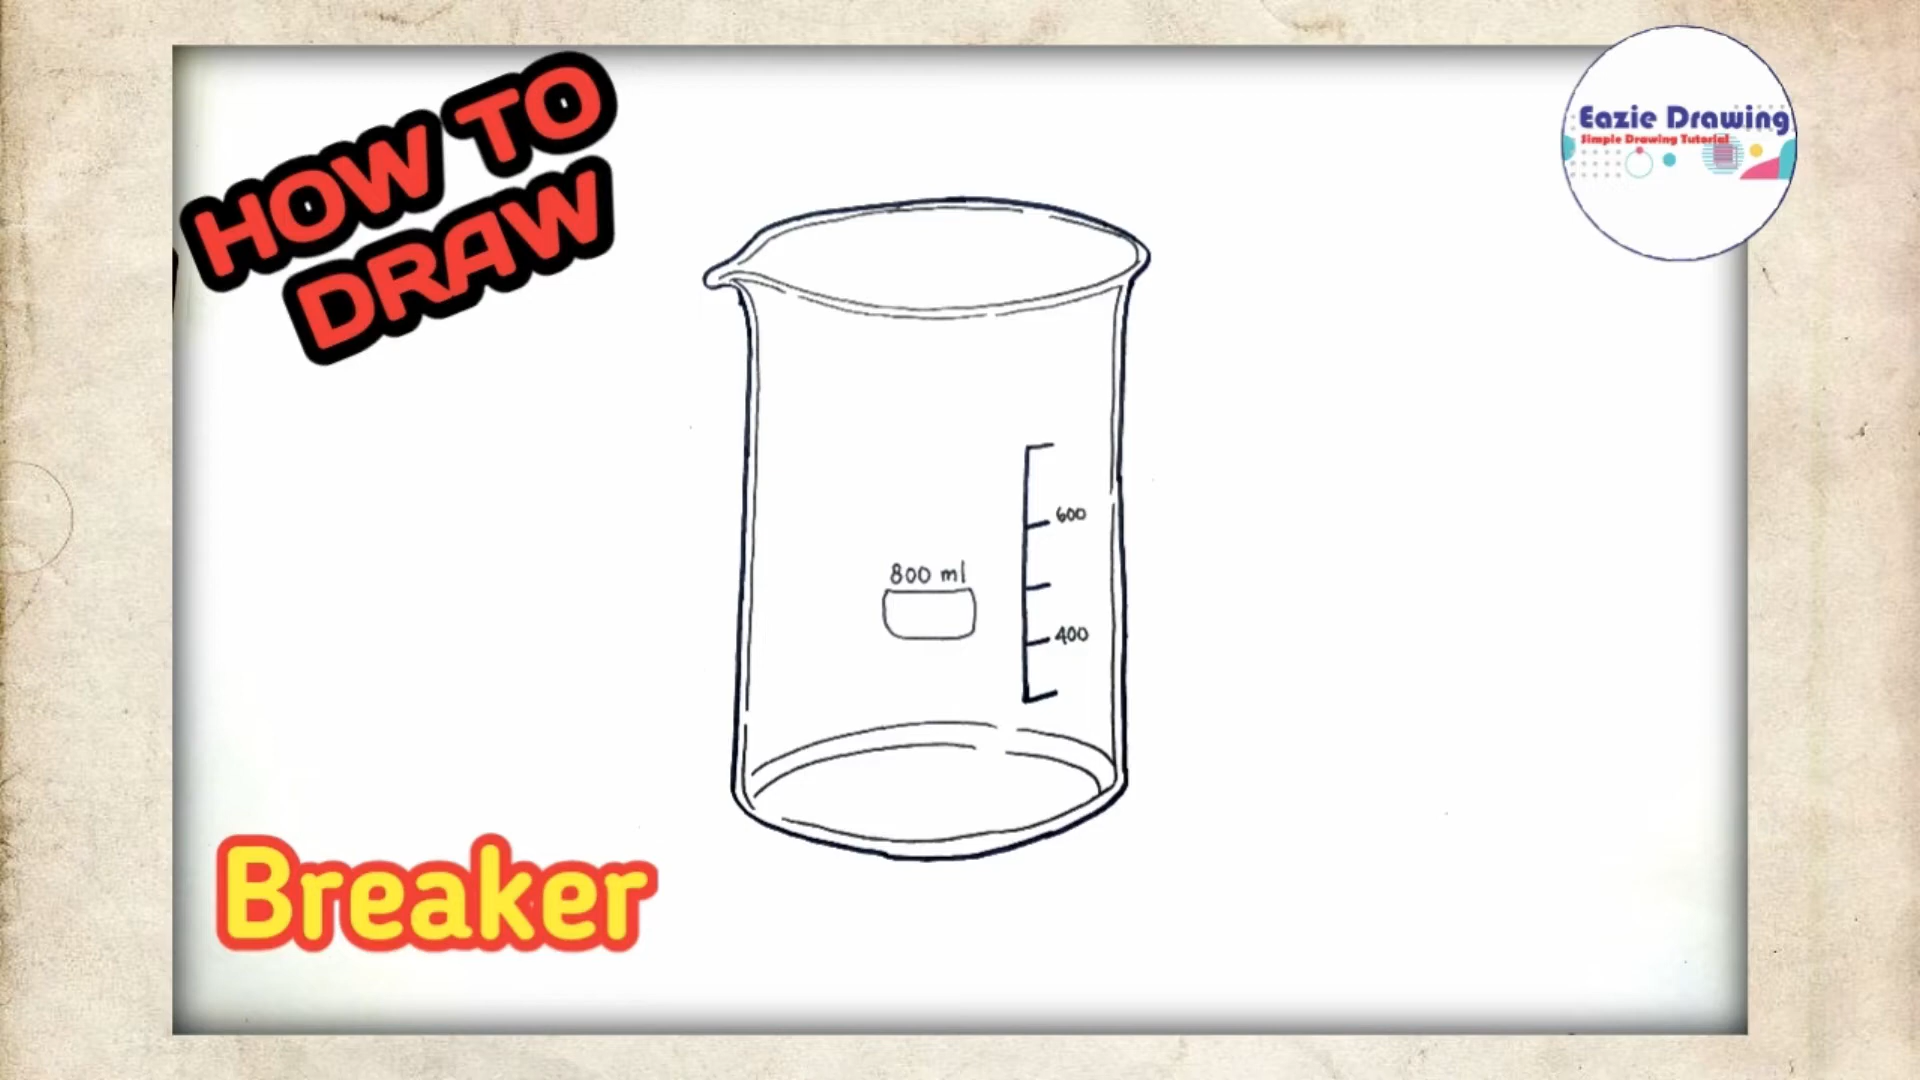 HOW TO
DRAW
Eazie Drawing
Simple Drawing Tutorial
600
800 ml
400
Breaker